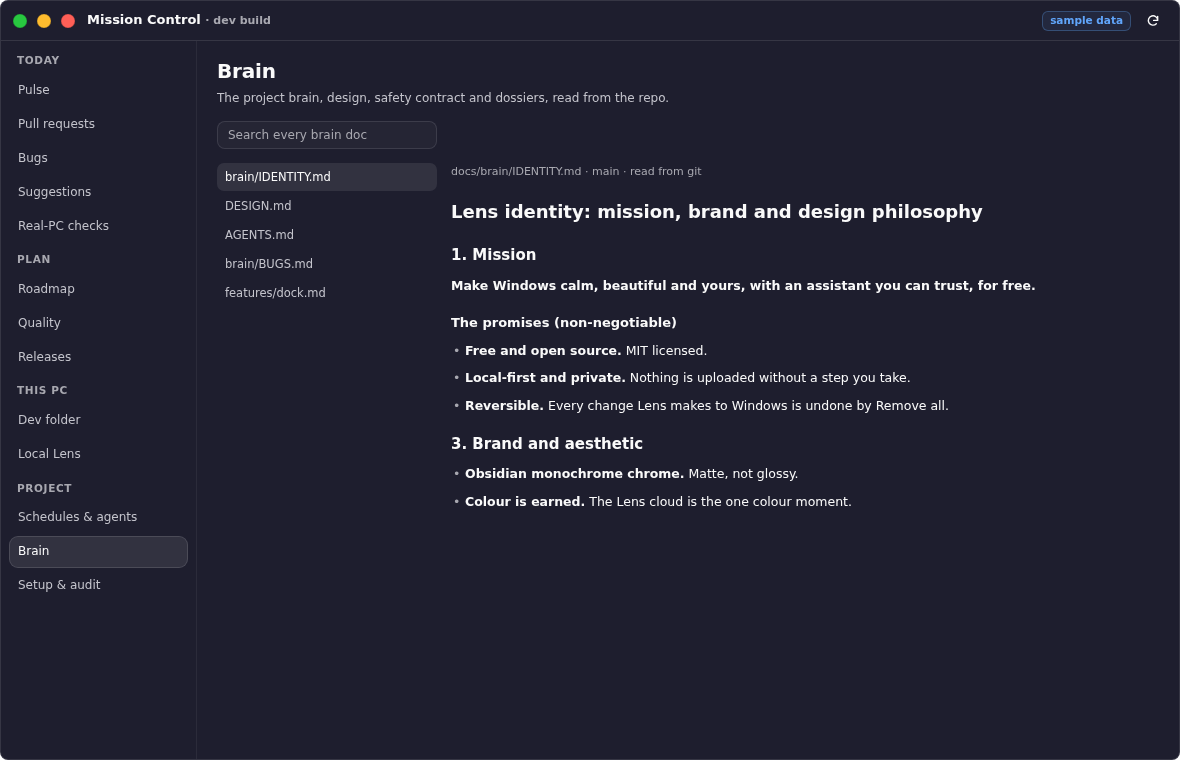 Mission Control · dev build
sample data
TODAY
Pulse
Pull requests
Bugs
Suggestions
Real-PC checks
PLAN
Roadmap
Quality
Releases
THIS PC
Dev folder
Local Lens
PROJECT
Schedules & agents
Brain
Setup & audit
Brain
The project brain, design, safety contract and dossiers, read from the repo.
Search every brain doc
brain/IDENTITY.md
DESIGN.md
AGENTS.md
brain/BUGS.md
features/dock.md
docs/brain/IDENTITY.md · main · read from git
Lens identity: mission, brand and design philosophy
1. Mission
Make Windows calm, beautiful and yours, with an assistant you can trust, for free.
The promises (non-negotiable)
• Free and open source. MIT licensed.
• Local-first and private. Nothing is uploaded without a step you take.
• Reversible. Every change Lens makes to Windows is undone by Remove all.
3. Brand and aesthetic
• Obsidian monochrome chrome. Matte, not glossy.
• Colour is earned. The Lens cloud is the one colour moment.